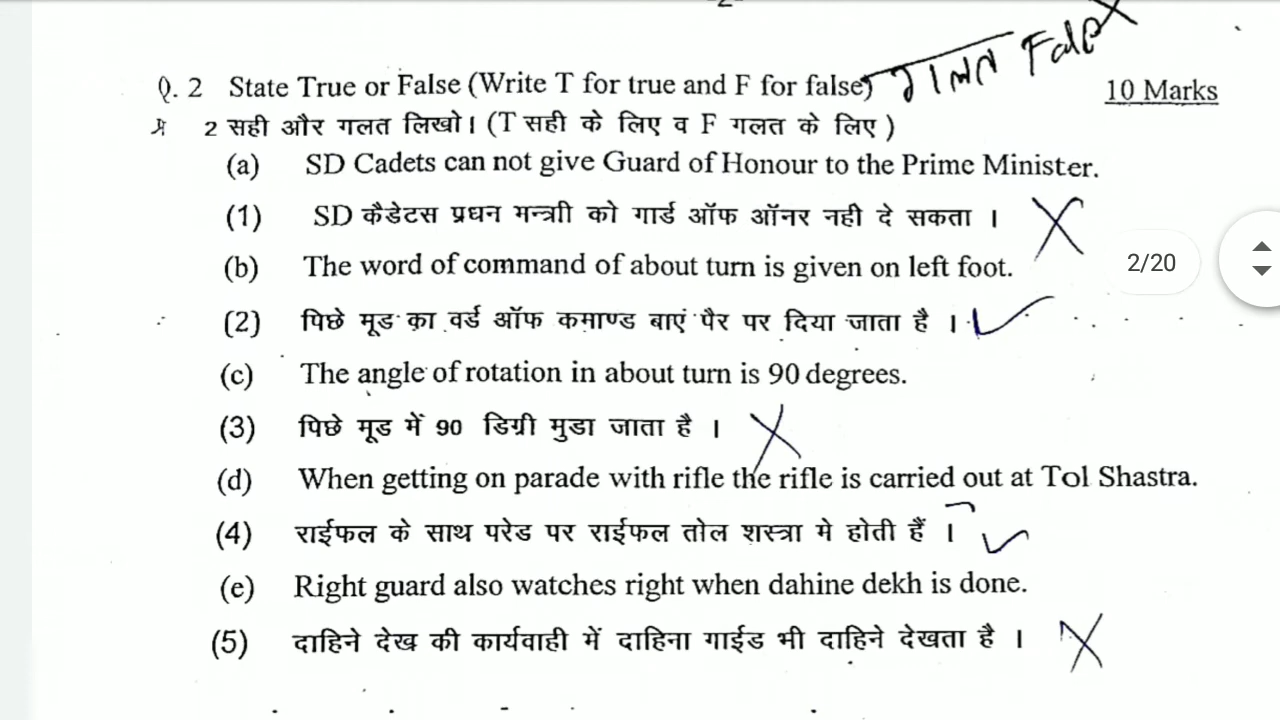 गलत False
Q. 2 State True or False (Write T for true and F for false) 10 Marks
2 सही और गलत लिखो। (T सही के लिए व F गलत के लिए )
(a) SD Cadets can not give Guard of Honour to the Prime Minister.
(1) SD कैडेटस प्रधन मन्त्राी को गार्ड ऑफ ऑनर नही दे सकता ।
(b) The word of command of about turn is given on left foot.
2/20
(2) पिछे मूड का वर्ड ऑफ कमाण्ड बाएं पैर पर दिया जाता है ।
(c) The angle of rotation in about turn is 90 degrees.
(3) पिछे मूड में 90 डिग्री मुडा जाता है ।
(d) When getting on parade with rifle the rifle is carried out at Tol Shastra.
(4) राईफल के साथ परेड पर राईफल तोल शस्त्रा मे होती हैं ।
(e) Right guard also watches right when dahine dekh is done.
(5) दाहिने देख की कार्यवाही में दाहिना गाईड भी दाहिने देखता है ।